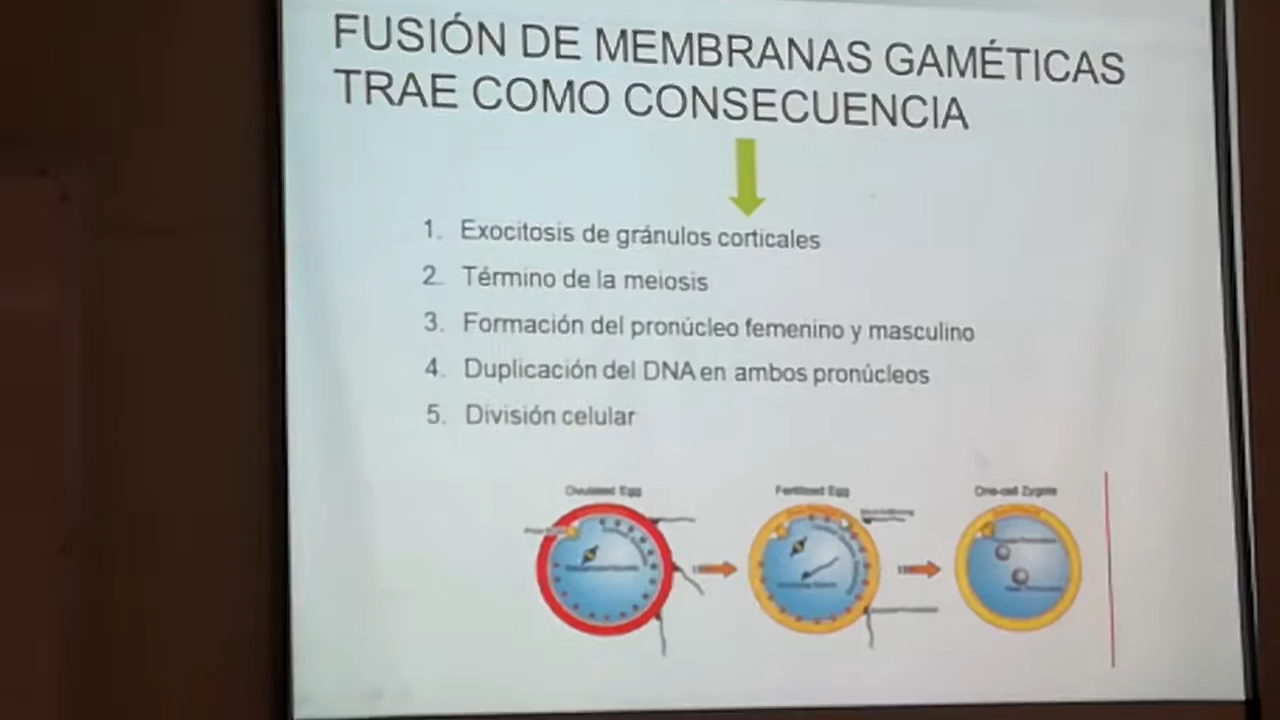 FUSIÓN DE MEMBRANAS GAMÉTICAS
TRAE COMO CONSECUENCIA
1. Exocitosis de gránulos corticales
2. Término de la meiosis
3. Formación del pronúcleo femenino y masculino
4. Duplicación del DNA en ambos pronúcleos
5. División celular
Ovulated Egg
Fertilized Egg
One-cell Zygote